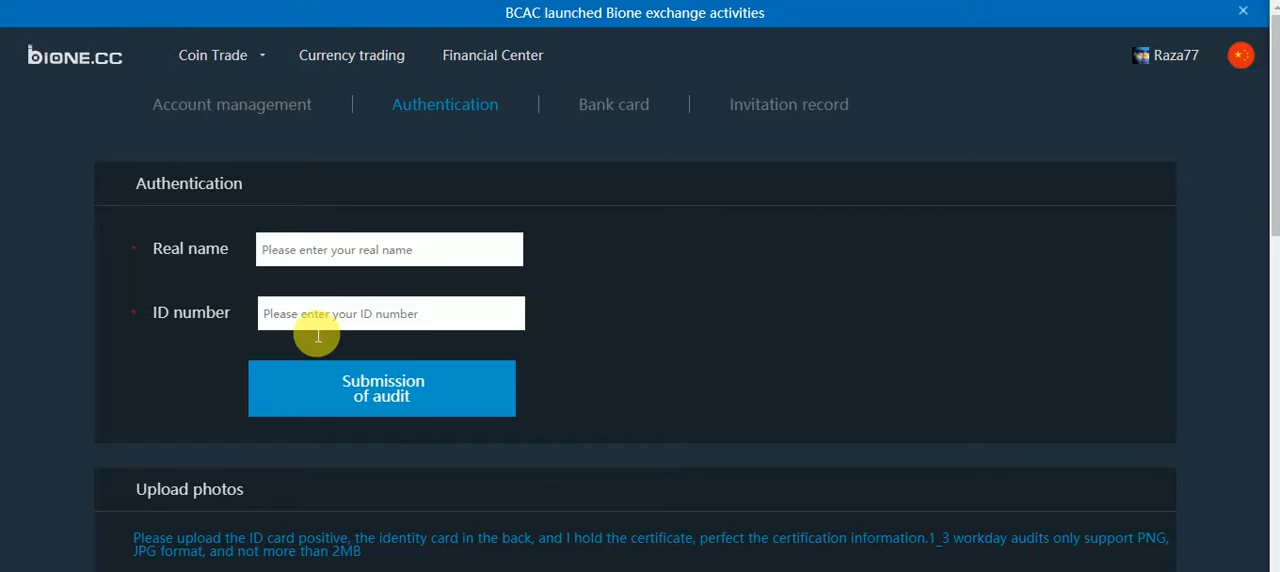 BCAC launched Bione exchange activities
BIONE.CC Coin Trade Currency trading Financial Center Raza77
Account management Authentication Bank card Invitation record
Authentication
* Real name Please enter your real name
* ID number Please enter your ID number
Submission
of audit
Upload photos
Please upload the ID card positive, the identity card in the back, and I hold the certificate, perfect the certification information.1_3 workday audits only support PNG,
JPG format, and not more than 2MB